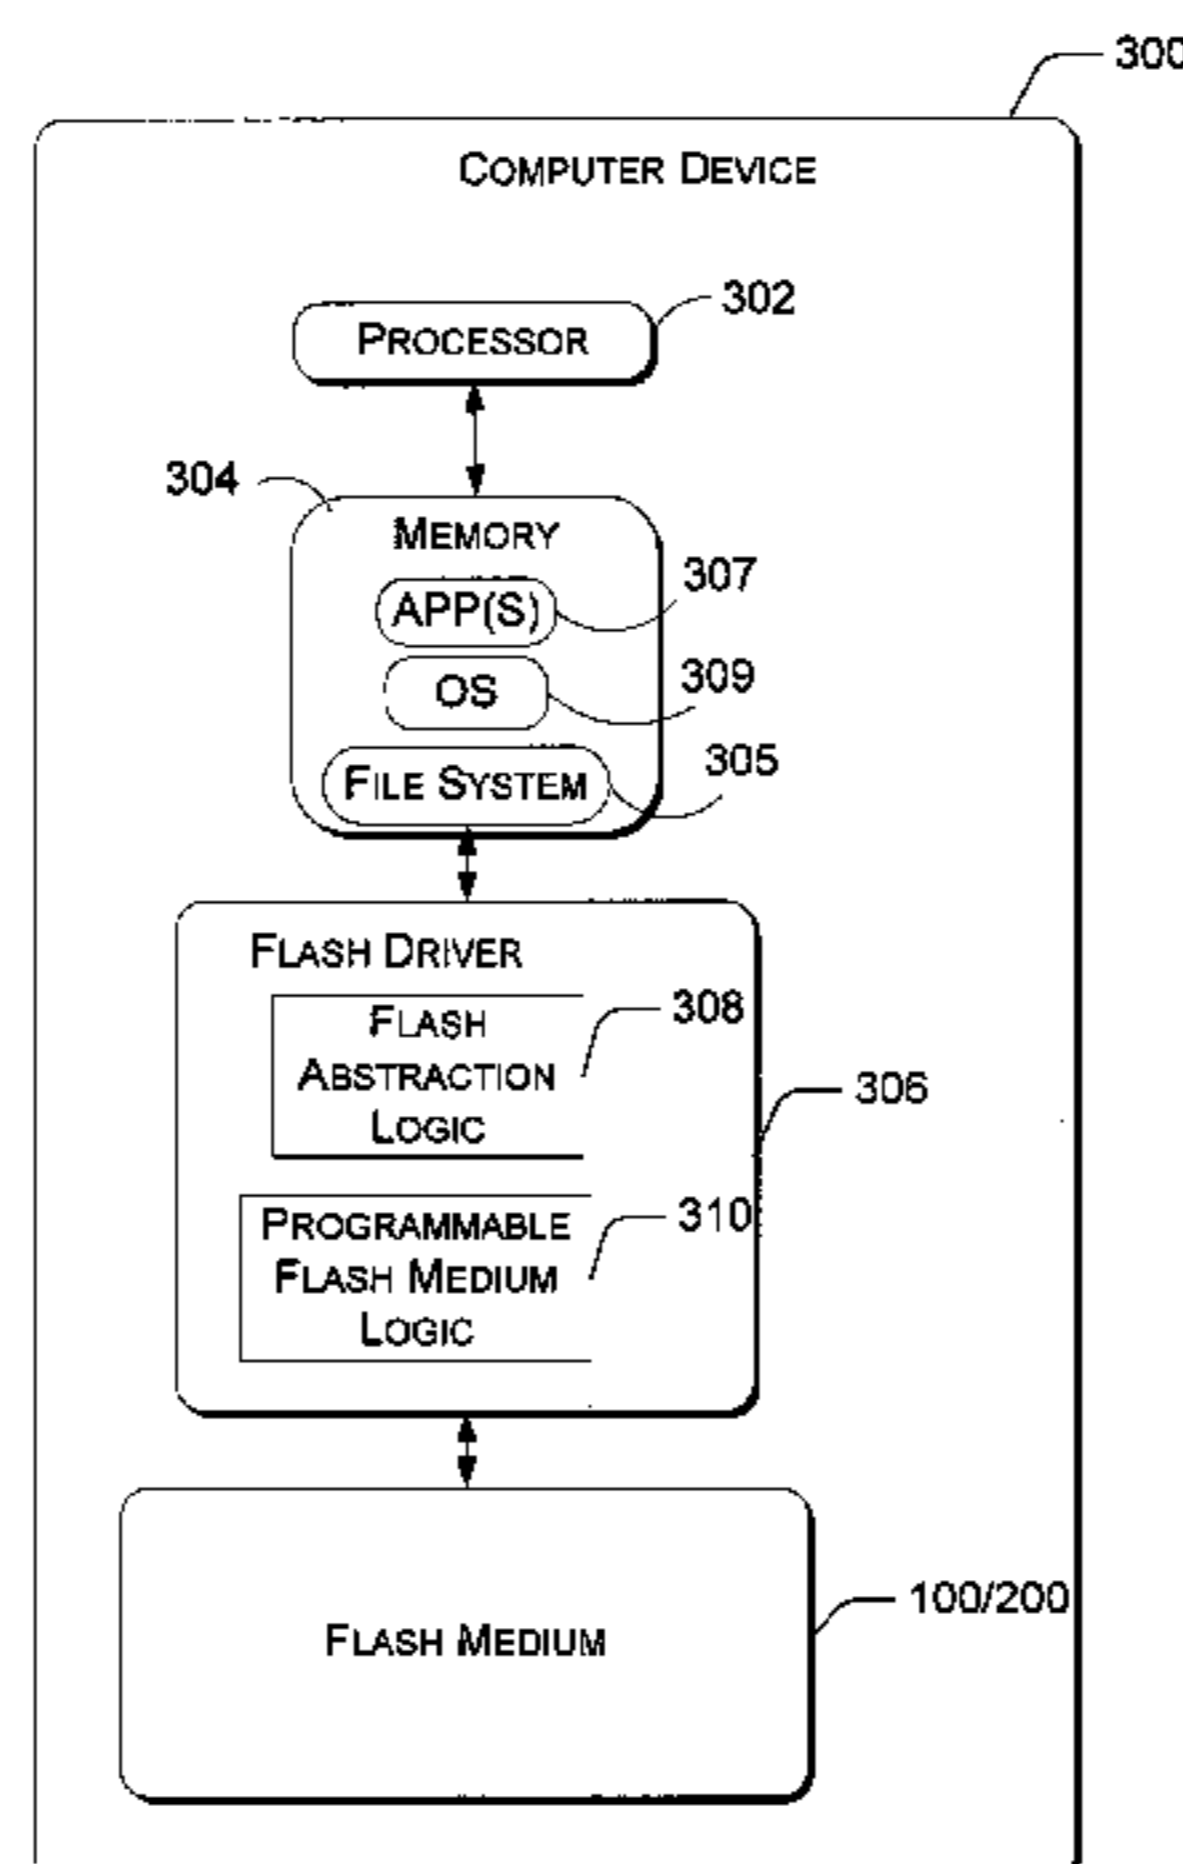 300
COMPUTER DEVICE
302
PROCESSOR
304
MEMORY
307
APP(S)
309
OS
305
FILE SYSTEM
FLASH DRIVER
308
FLASH
ABSTRACTION
LOGIC
306
310
PROGRAMMABLE
FLASH MEDIUM
LOGIC
100/200
FLASH MEDIUM